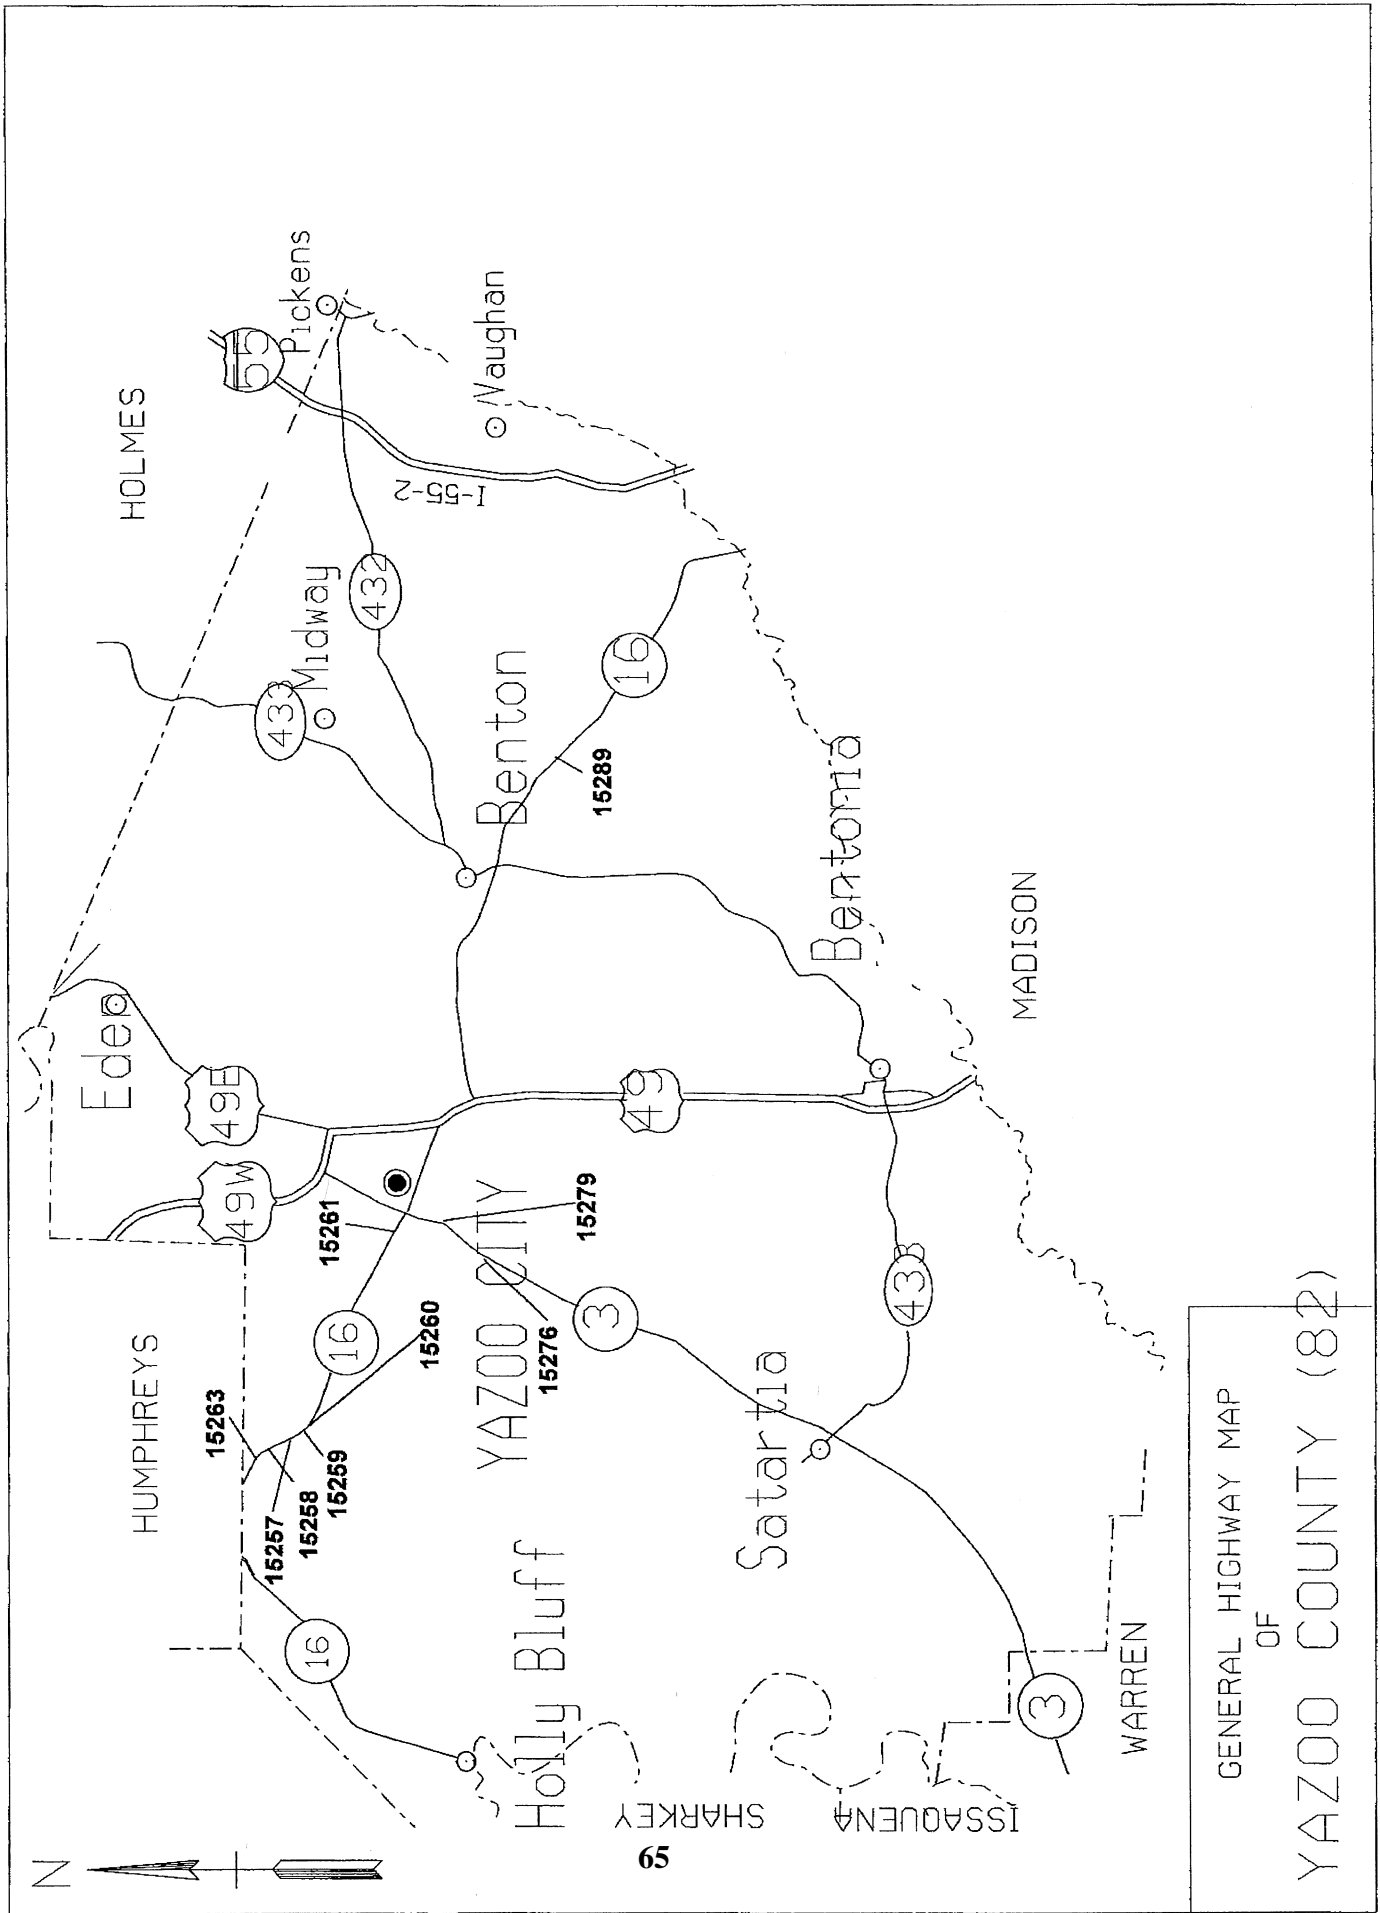 N
HUMPHREYS
HOLMES
Eden
49E
49W
433
Midway
55
Pickens
432
I-55-2
Vaughan
Benton
16
15289
15263
15257
15258
15259
15260
15261
16
16
YAZOO CITY
15276
15279
3
49
Holly Bluff
Satartia
433
Bentonia
MADISON
SHARKEY
ISSAQUENA
3
WARREN
65
GENERAL HIGHWAY MAP
OF
YAZOO COUNTY (82)